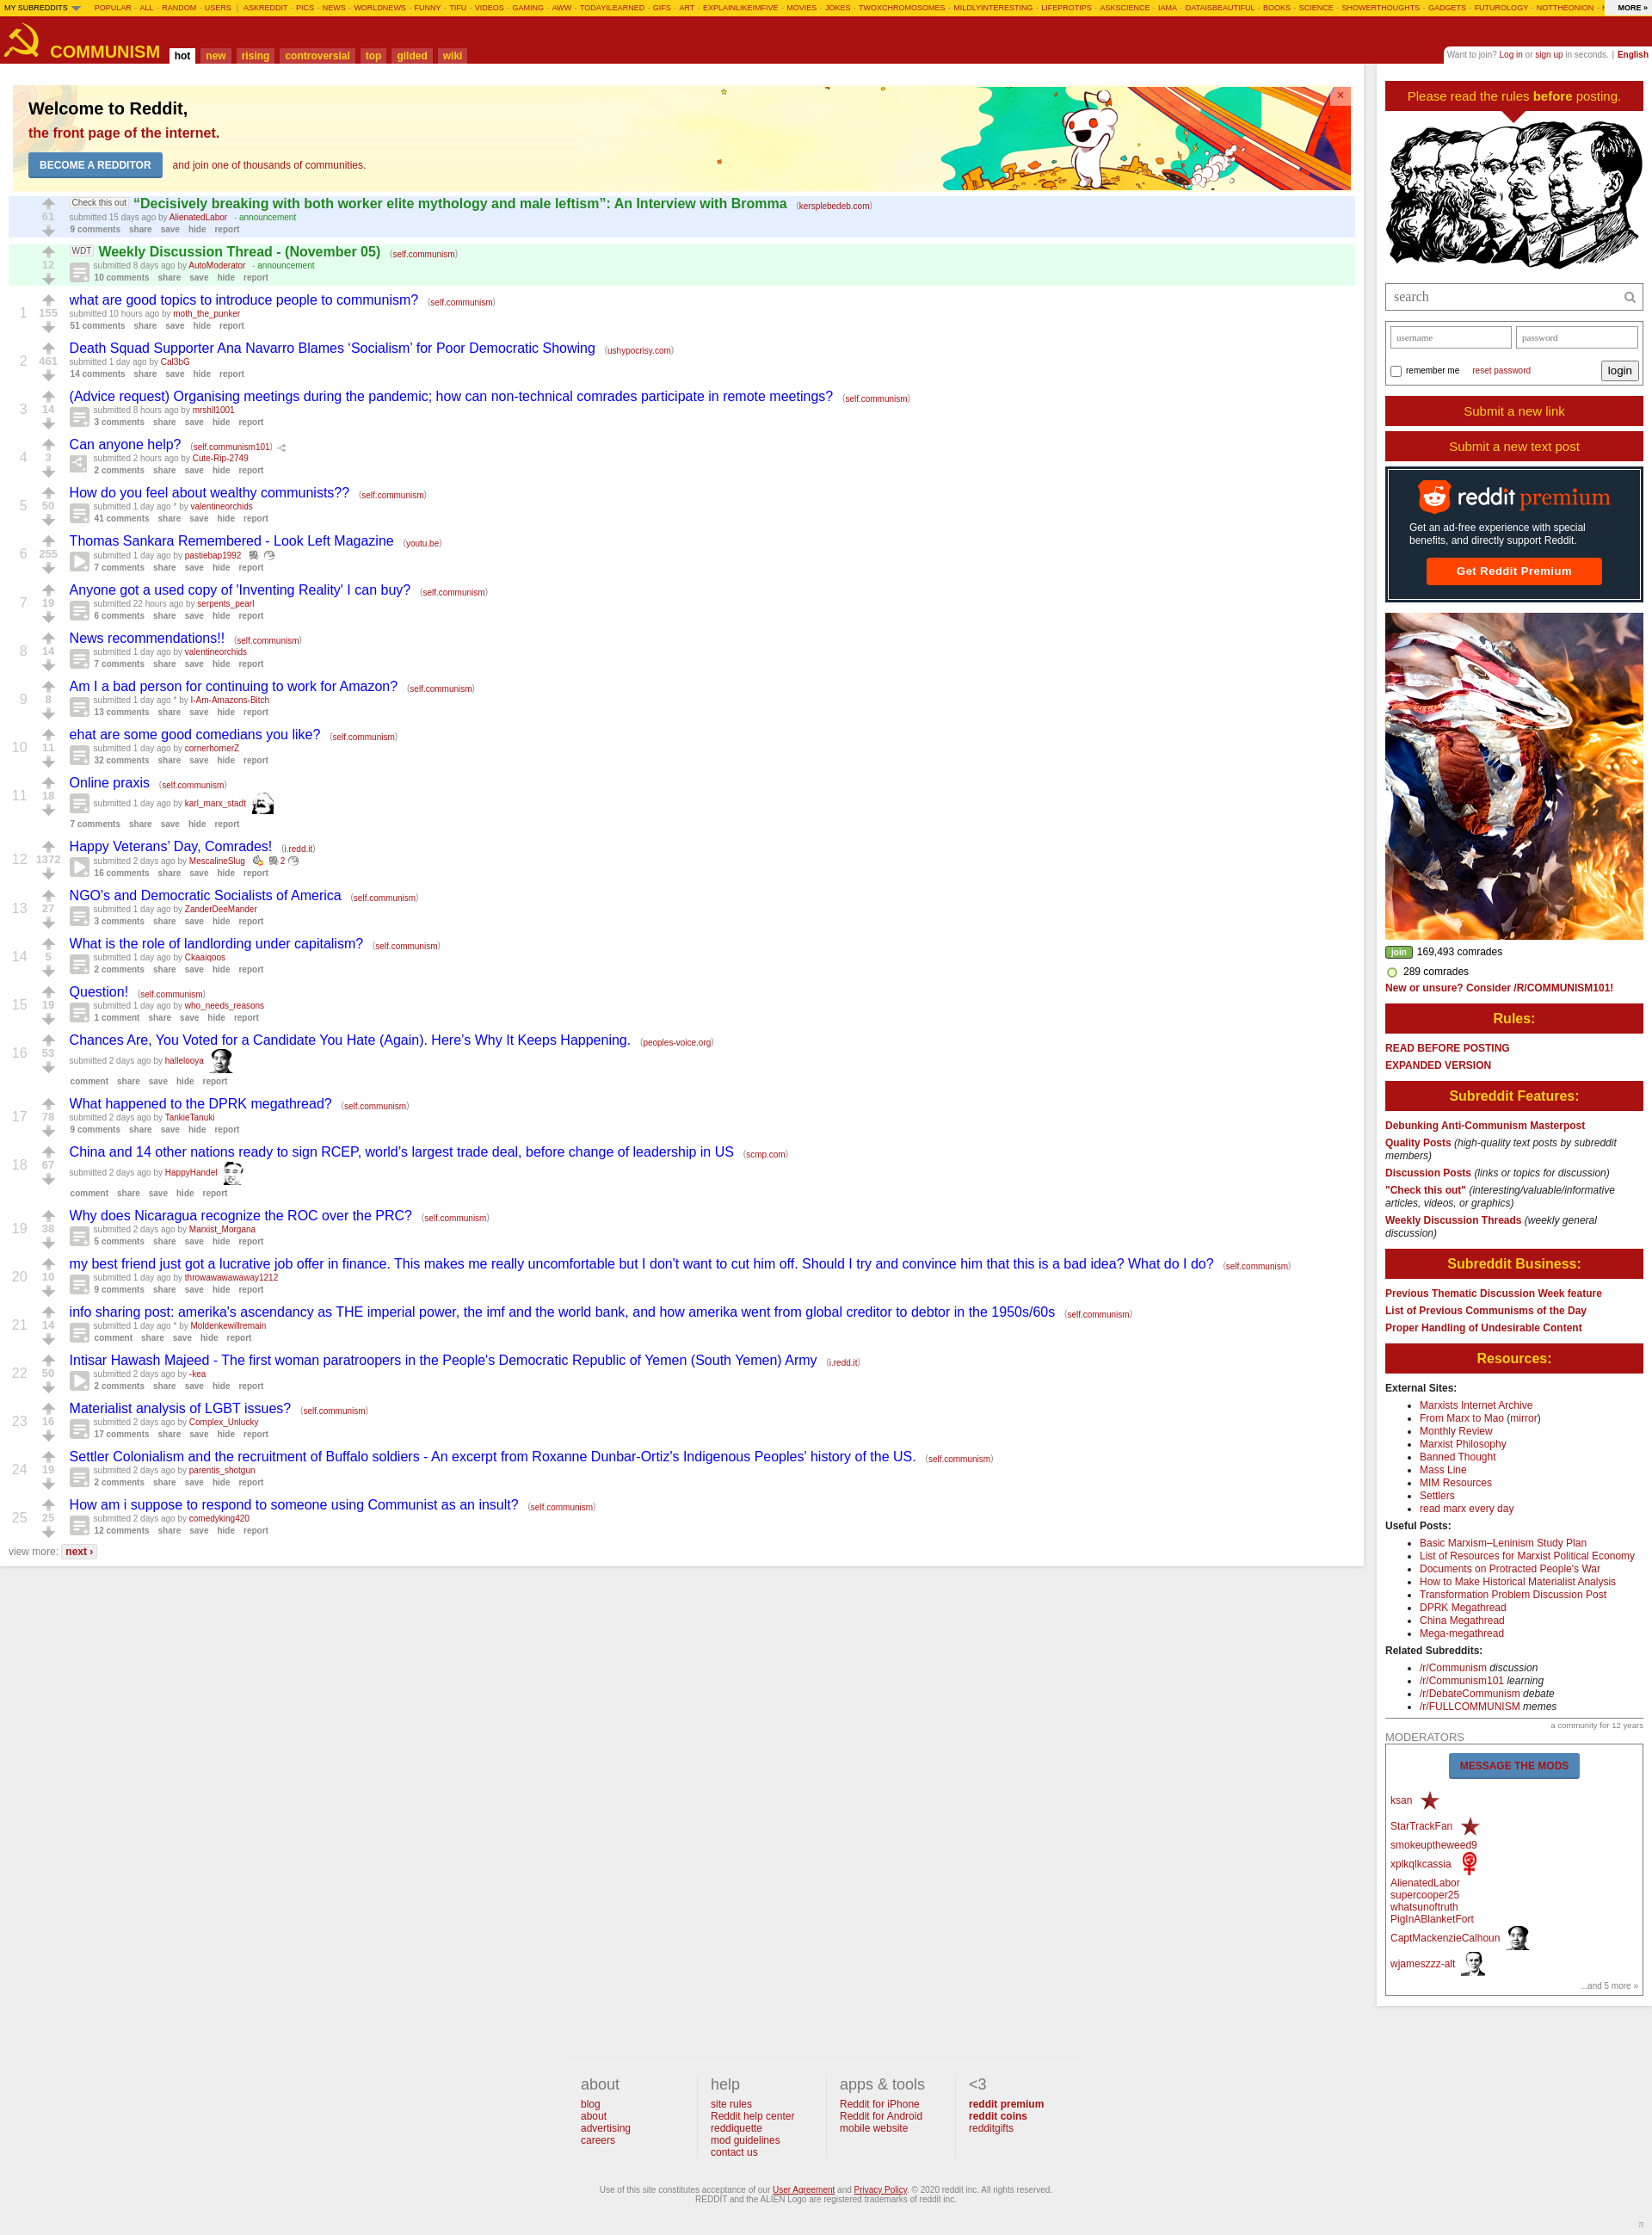 MY SUBREDDITS POPULAR - ALL - RANDOM - USERS | ASKREDDIT - PICS - NEWS - WORLDNEWS - FUNNY - TIFU - VIDEOS - GAMING - AWW - TODAYILEARNED - GIFS - ART - EXPLAINLIKEIMFIVE - MOVIES - JOKES - TWOXCHROMOSOMES - MILDLYINTERESTING - LIFEPROTIPS - ASKSCIENCE - IAMA - DATAISBEAUTIFUL - BOOKS - SCIENCE - SHOWERTHOUGHTS - GADGETS - FUTUROLOGY - NOTTHEONION - MORE »
COMMUNISM hot new rising controversial top gilded wiki
Want to join? Log in or sign up in seconds. | English
Welcome to Reddit,
the front page of the internet.
BECOME A REDDITOR and join one of thousands of communities.
×
61
Check this out “Decisively breaking with both worker elite mythology and male leftism”: An Interview with Bromma (kersplebedeb.com)
submitted 15 days ago by AlienatedLabor - announcement
9 comments share save hide report
12
WDT Weekly Discussion Thread - (November 05) (self.communism)
submitted 8 days ago by AutoModerator - announcement
10 comments share save hide report
1 155
what are good topics to introduce people to communism? (self.communism)
submitted 10 hours ago by moth_the_punker
51 comments share save hide report
2 461
Death Squad Supporter Ana Navarro Blames ‘Socialism’ for Poor Democratic Showing (ushypocrisy.com)
submitted 1 day ago by Cal3bG
14 comments share save hide report
3 14
(Advice request) Organising meetings during the pandemic; how can non-technical comrades participate in remote meetings? (self.communism)
submitted 8 hours ago by mrshll1001
3 comments share save hide report
4 3
Can anyone help? (self.communism101)
submitted 2 hours ago by Cute-Rip-2749
2 comments share save hide report
5 50
How do you feel about wealthy communists?? (self.communism)
submitted 1 day ago * by valentineorchids
41 comments share save hide report
6 255
Thomas Sankara Remembered - Look Left Magazine (youtu.be)
submitted 1 day ago by pastiebap1992
7 comments share save hide report
7 19
Anyone got a used copy of 'Inventing Reality' I can buy? (self.communism)
submitted 22 hours ago by serpents_pearl
6 comments share save hide report
8 14
News recommendations!! (self.communism)
submitted 1 day ago by valentineorchids
7 comments share save hide report
9 8
Am I a bad person for continuing to work for Amazon? (self.communism)
submitted 1 day ago * by I-Am-Amazons-Bitch
13 comments share save hide report
10 11
ehat are some good comedians you like? (self.communism)
submitted 1 day ago by cornerhornerZ
32 comments share save hide report
11 18
Online praxis (self.communism)
submitted 1 day ago by karl_marx_stadt
7 comments share save hide report
12 1372
Happy Veterans’ Day, Comrades! (i.redd.it)
submitted 2 days ago by MescalineSlug 2
16 comments share save hide report
13 27
NGO's and Democratic Socialists of America (self.communism)
submitted 1 day ago by ZanderDeeMander
3 comments share save hide report
14 5
What is the role of landlording under capitalism? (self.communism)
submitted 1 day ago by Ckaaiqoos
2 comments share save hide report
15 19
Question! (self.communism)
submitted 1 day ago by who_needs_reasons
1 comment share save hide report
16 53
Chances Are, You Voted for a Candidate You Hate (Again). Here's Why It Keeps Happening. (peoples-voice.org)
submitted 2 days ago by hallelooya
comment share save hide report
17 78
What happened to the DPRK megathread? (self.communism)
submitted 2 days ago by TankieTanuki
9 comments share save hide report
18 67
China and 14 other nations ready to sign RCEP, world’s largest trade deal, before change of leadership in US (scmp.com)
submitted 2 days ago by HappyHandel
comment share save hide report
19 38
Why does Nicaragua recognize the ROC over the PRC? (self.communism)
submitted 2 days ago by Marxist_Morgana
5 comments share save hide report
20 10
my best friend just got a lucrative job offer in finance. This makes me really uncomfortable but I don't want to cut him off. Should I try and convince him that this is a bad idea? What do I do? (self.communism)
submitted 1 day ago by throwawawawaway1212
9 comments share save hide report
21 14
info sharing post: amerika's ascendancy as THE imperial power, the imf and the world bank, and how amerika went from global creditor to debtor in the 1950s/60s (self.communism)
submitted 1 day ago * by Moldenkewillremain
comment share save hide report
22 50
Intisar Hawash Majeed - The first woman paratroopers in the People's Democratic Republic of Yemen (South Yemen) Army (i.redd.it)
submitted 2 days ago by -kea
2 comments share save hide report
23 16
Materialist analysis of LGBT issues? (self.communism)
submitted 2 days ago by Complex_Unlucky
17 comments share save hide report
24 19
Settler Colonialism and the recruitment of Buffalo soldiers - An excerpt from Roxanne Dunbar-Ortiz's Indigenous Peoples' history of the US. (self.communism)
submitted 2 days ago by parentis_shotgun
2 comments share save hide report
25 25
How am i suppose to respond to someone using Communist as an insult? (self.communism)
submitted 2 days ago by comedyking420
12 comments share save hide report
view more: next ›
Please read the rules before posting.
search
username password
remember me reset password login
Submit a new link
Submit a new text post
reddit premium
Get an ad-free experience with special
benefits, and directly support Reddit.
Get Reddit Premium
join 169,493 comrades
289 comrades
New or unsure? Consider /R/COMMUNISM101!
Rules:
READ BEFORE POSTING
EXPANDED VERSION
Subreddit Features:
Debunking Anti-Communism Masterpost
Quality Posts (high-quality text posts by subreddit
members)
Discussion Posts (links or topics for discussion)
"Check this out" (interesting/valuable/informative
articles, videos, or graphics)
Weekly Discussion Threads (weekly general
discussion)
Subreddit Business:
Previous Thematic Discussion Week feature
List of Previous Communisms of the Day
Proper Handling of Undesirable Content
Resources:
External Sites:
Marxists Internet Archive
From Marx to Mao (mirror)
Monthly Review
Marxist Philosophy
Banned Thought
Mass Line
MIM Resources
Settlers
read marx every day
Useful Posts:
Basic Marxism–Leninism Study Plan
List of Resources for Marxist Political Economy
Documents on Protracted People's War
How to Make Historical Materialist Analysis
Transformation Problem Discussion Post
DPRK Megathread
China Megathread
Mega-megathread
Related Subreddits:
/r/Communism discussion
/r/Communism101 learning
/r/DebateCommunism debate
/r/FULLCOMMUNISM memes
a community for 12 years
MODERATORS
MESSAGE THE MODS
ksan
StarTrackFan
smokeuptheweed9
xplkqlkcassia
AlienatedLabor
supercooper25
whatsunoftruth
PigInABlanketFort
CaptMackenzieCalhoun
wjameszzz-alt
...and 5 more »
about
blog
about
advertising
careers
help
site rules
Reddit help center
reddiquette
mod guidelines
contact us
apps & tools
Reddit for iPhone
Reddit for Android
mobile website
<3
reddit premium
reddit coins
redditgifts
Use of this site constitutes acceptance of our User Agreement and Privacy Policy. © 2020 reddit inc. All rights reserved.
REDDIT and the ALIEN Logo are registered trademarks of reddit inc.
π